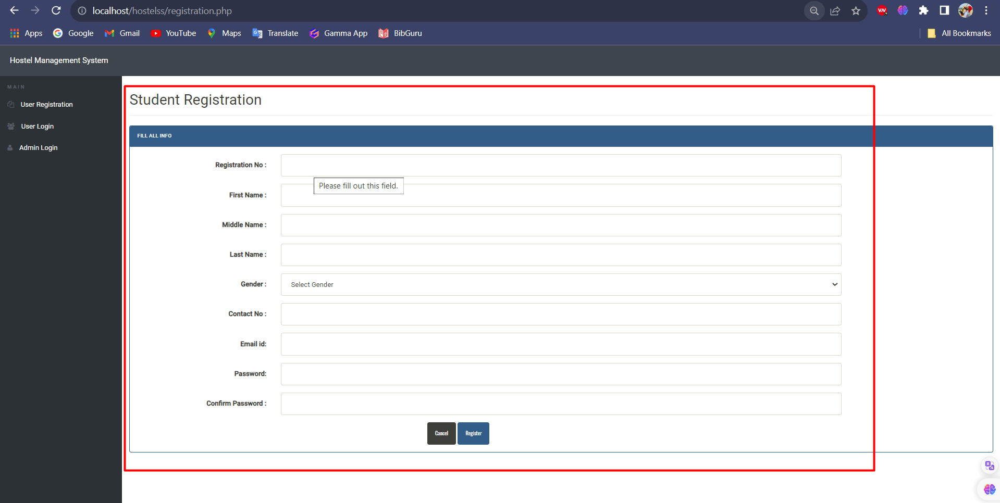 localhost/hostelss/registration.php
Apps Google Gmail YouTube Maps Translate Gamma App BibGuru All Bookmarks
Hostel Management System
MAIN
User Registration
User Login
Admin Login
Student Registration
FILL ALL INFO
Registration No :
Please fill out this field.
First Name :
Middle Name :
Last Name :
Gender : Select Gender
Contact No :
Email id:
Password:
Confirm Password :
Cancel Register